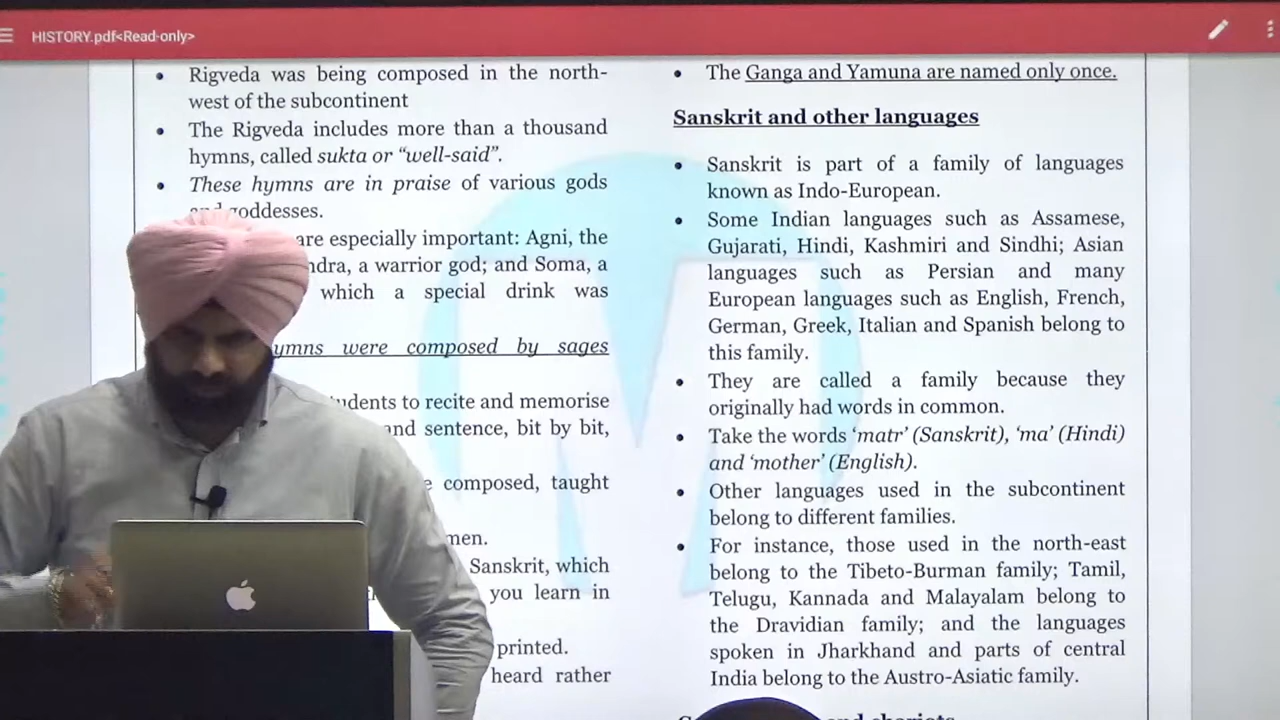 HISTORY.pdf<Read-only>
Rigveda was being composed in the north-
west of the subcontinent
The Rigveda includes more than a thousand
hymns, called sukta or “well-said”.
These hymns are in praise of various gods
goddesses.
are especially important: Agni, the
a warrior god; and Soma, a
which a special drink was
were composed by sages
to recite and memorise
and sentence, bit by bit,
composed, taught
Sanskrit, which
you learn in
printed.
heard rather
The Ganga and Yamuna are named only once.
Sanskrit and other languages
Sanskrit is part of a family of languages
known as Indo-European.
Some Indian languages such as Assamese,
Gujarati, Hindi, Kashmiri and Sindhi; Asian
languages such as Persian and many
European languages such as English, French,
German, Greek, Italian and Spanish belong to
this family.
They are called a family because they
originally had words in common.
Take the words ‘matr’ (Sanskrit), ‘ma’ (Hindi)
and ‘mother’ (English).
Other languages used in the subcontinent
belong to different families.
For instance, those used in the north-east
belong to the Tibeto-Burman family; Tamil,
Telugu, Kannada and Malayalam belong to
the Dravidian family; and the languages
spoken in Jharkhand and parts of central
India belong to the Austro-Asiatic family.